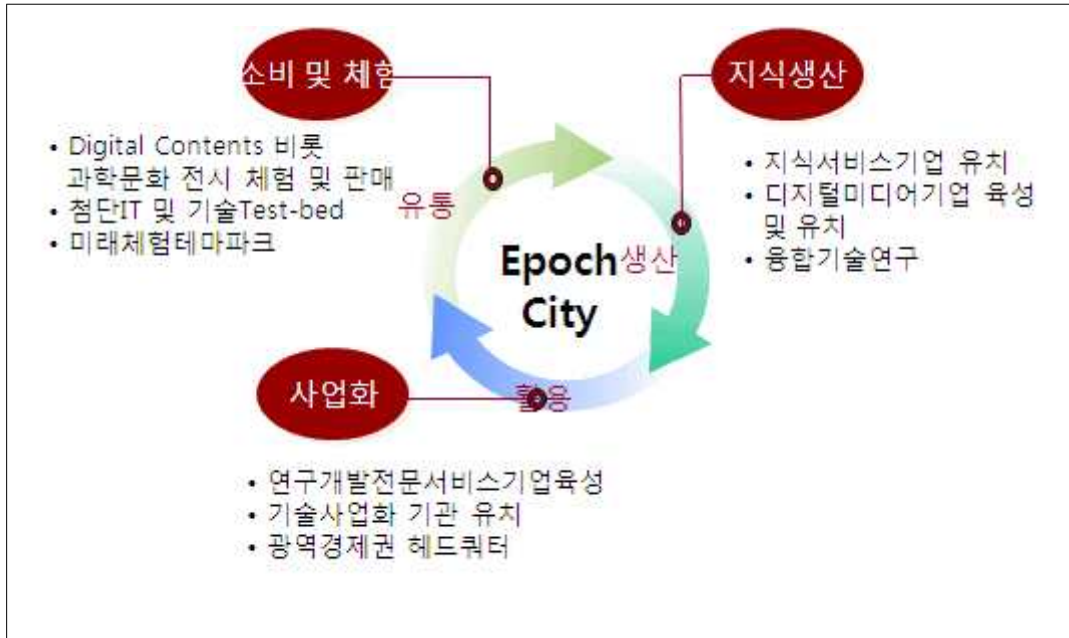 소비 및 체험
• Digital Contents 비롯
과학문화 전시 체험 및 판매
• 첨단IT 및 기술Test-bed
• 미래체험테마파크
유통
지식생산
• 지식서비스기업 유치
• 디지털미디어기업 육성
및 유치
• 융합기술연구
Epoch
City
생산
사업화
활용
• 연구개발전문서비스기업육성
• 기술사업화 기관 유치
• 광역경제권 헤드쿼터